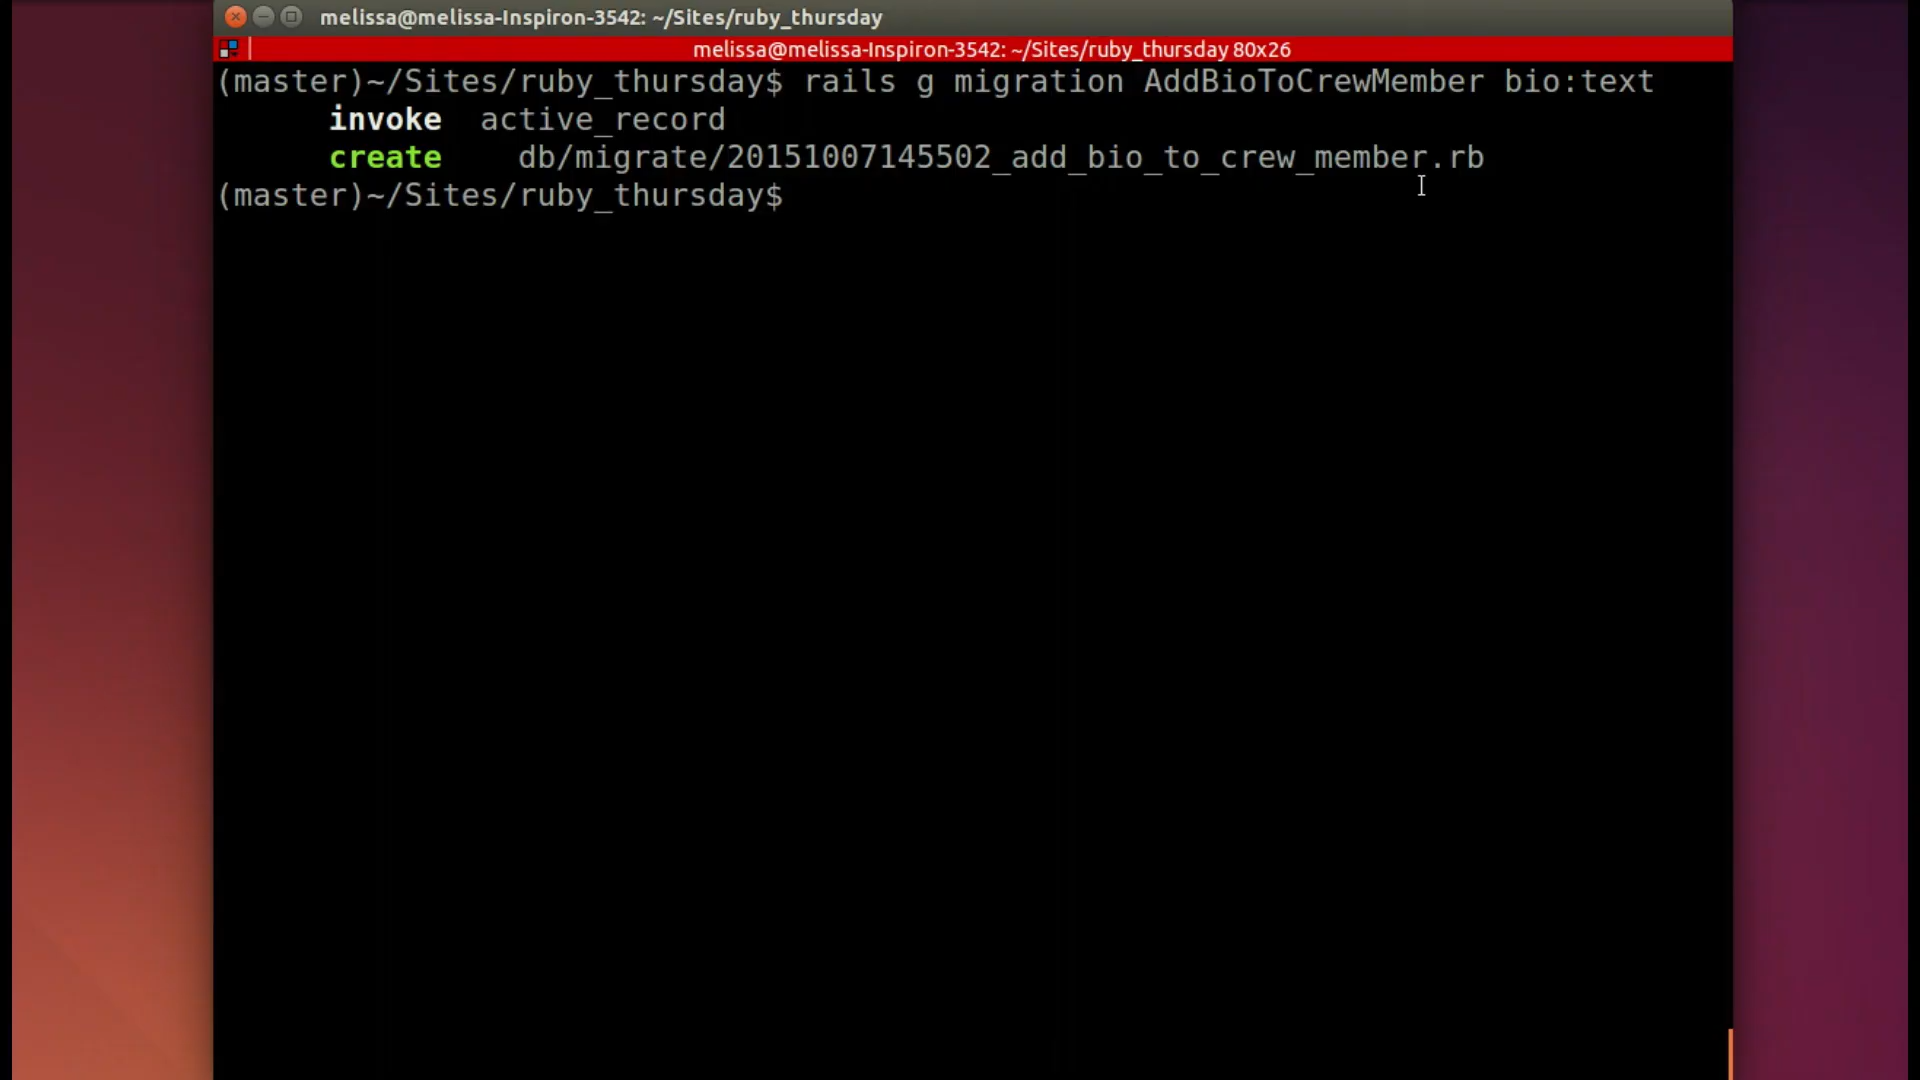 melissa@melissa-Inspiron-3542: ~/Sites/ruby_thursday
melissa@melissa-Inspiron-3542: ~/Sites/ruby_thursday 80x26
(master)~/Sites/ruby_thursday$ rails g migration AddBioToCrewMember bio:text
invoke  active_record
create    db/migrate/20151007145502_add_bio_to_crew_member.rb
(master)~/Sites/ruby_thursday$